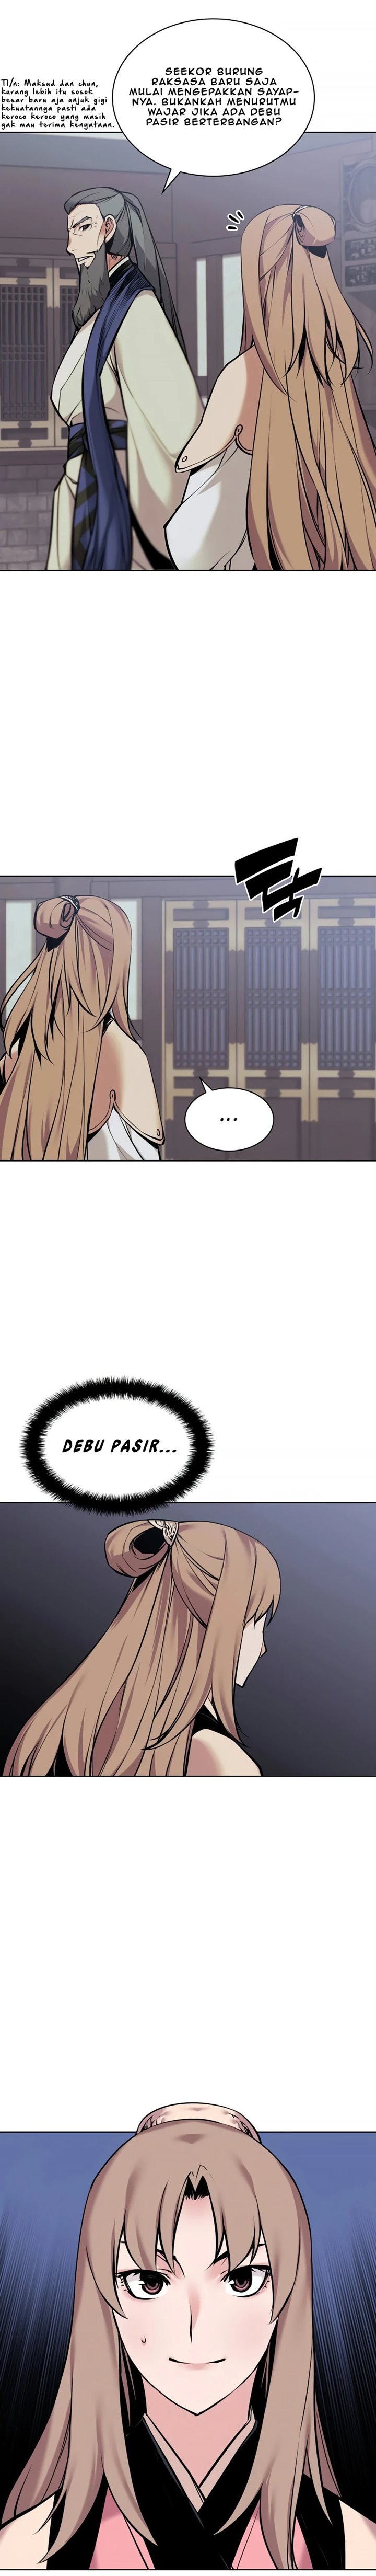 SEEKOR BURUNG
RAKSASA BARU SAJA
MULAI MENGEPAKKAN SAYAP-
NYA. BUKANKAH MENURUTMU
WAJAR JIKA ADA DEBU
PASIR BERTERBANGAN?
T/n: Maksud dan chun,
kurang lebih itu sosok
besar baru aja unjuk gigi
kekuatannya pasti ada
keroco keroco yang masih
gak mau terima kenyataan.
...
DEBU PASIR...